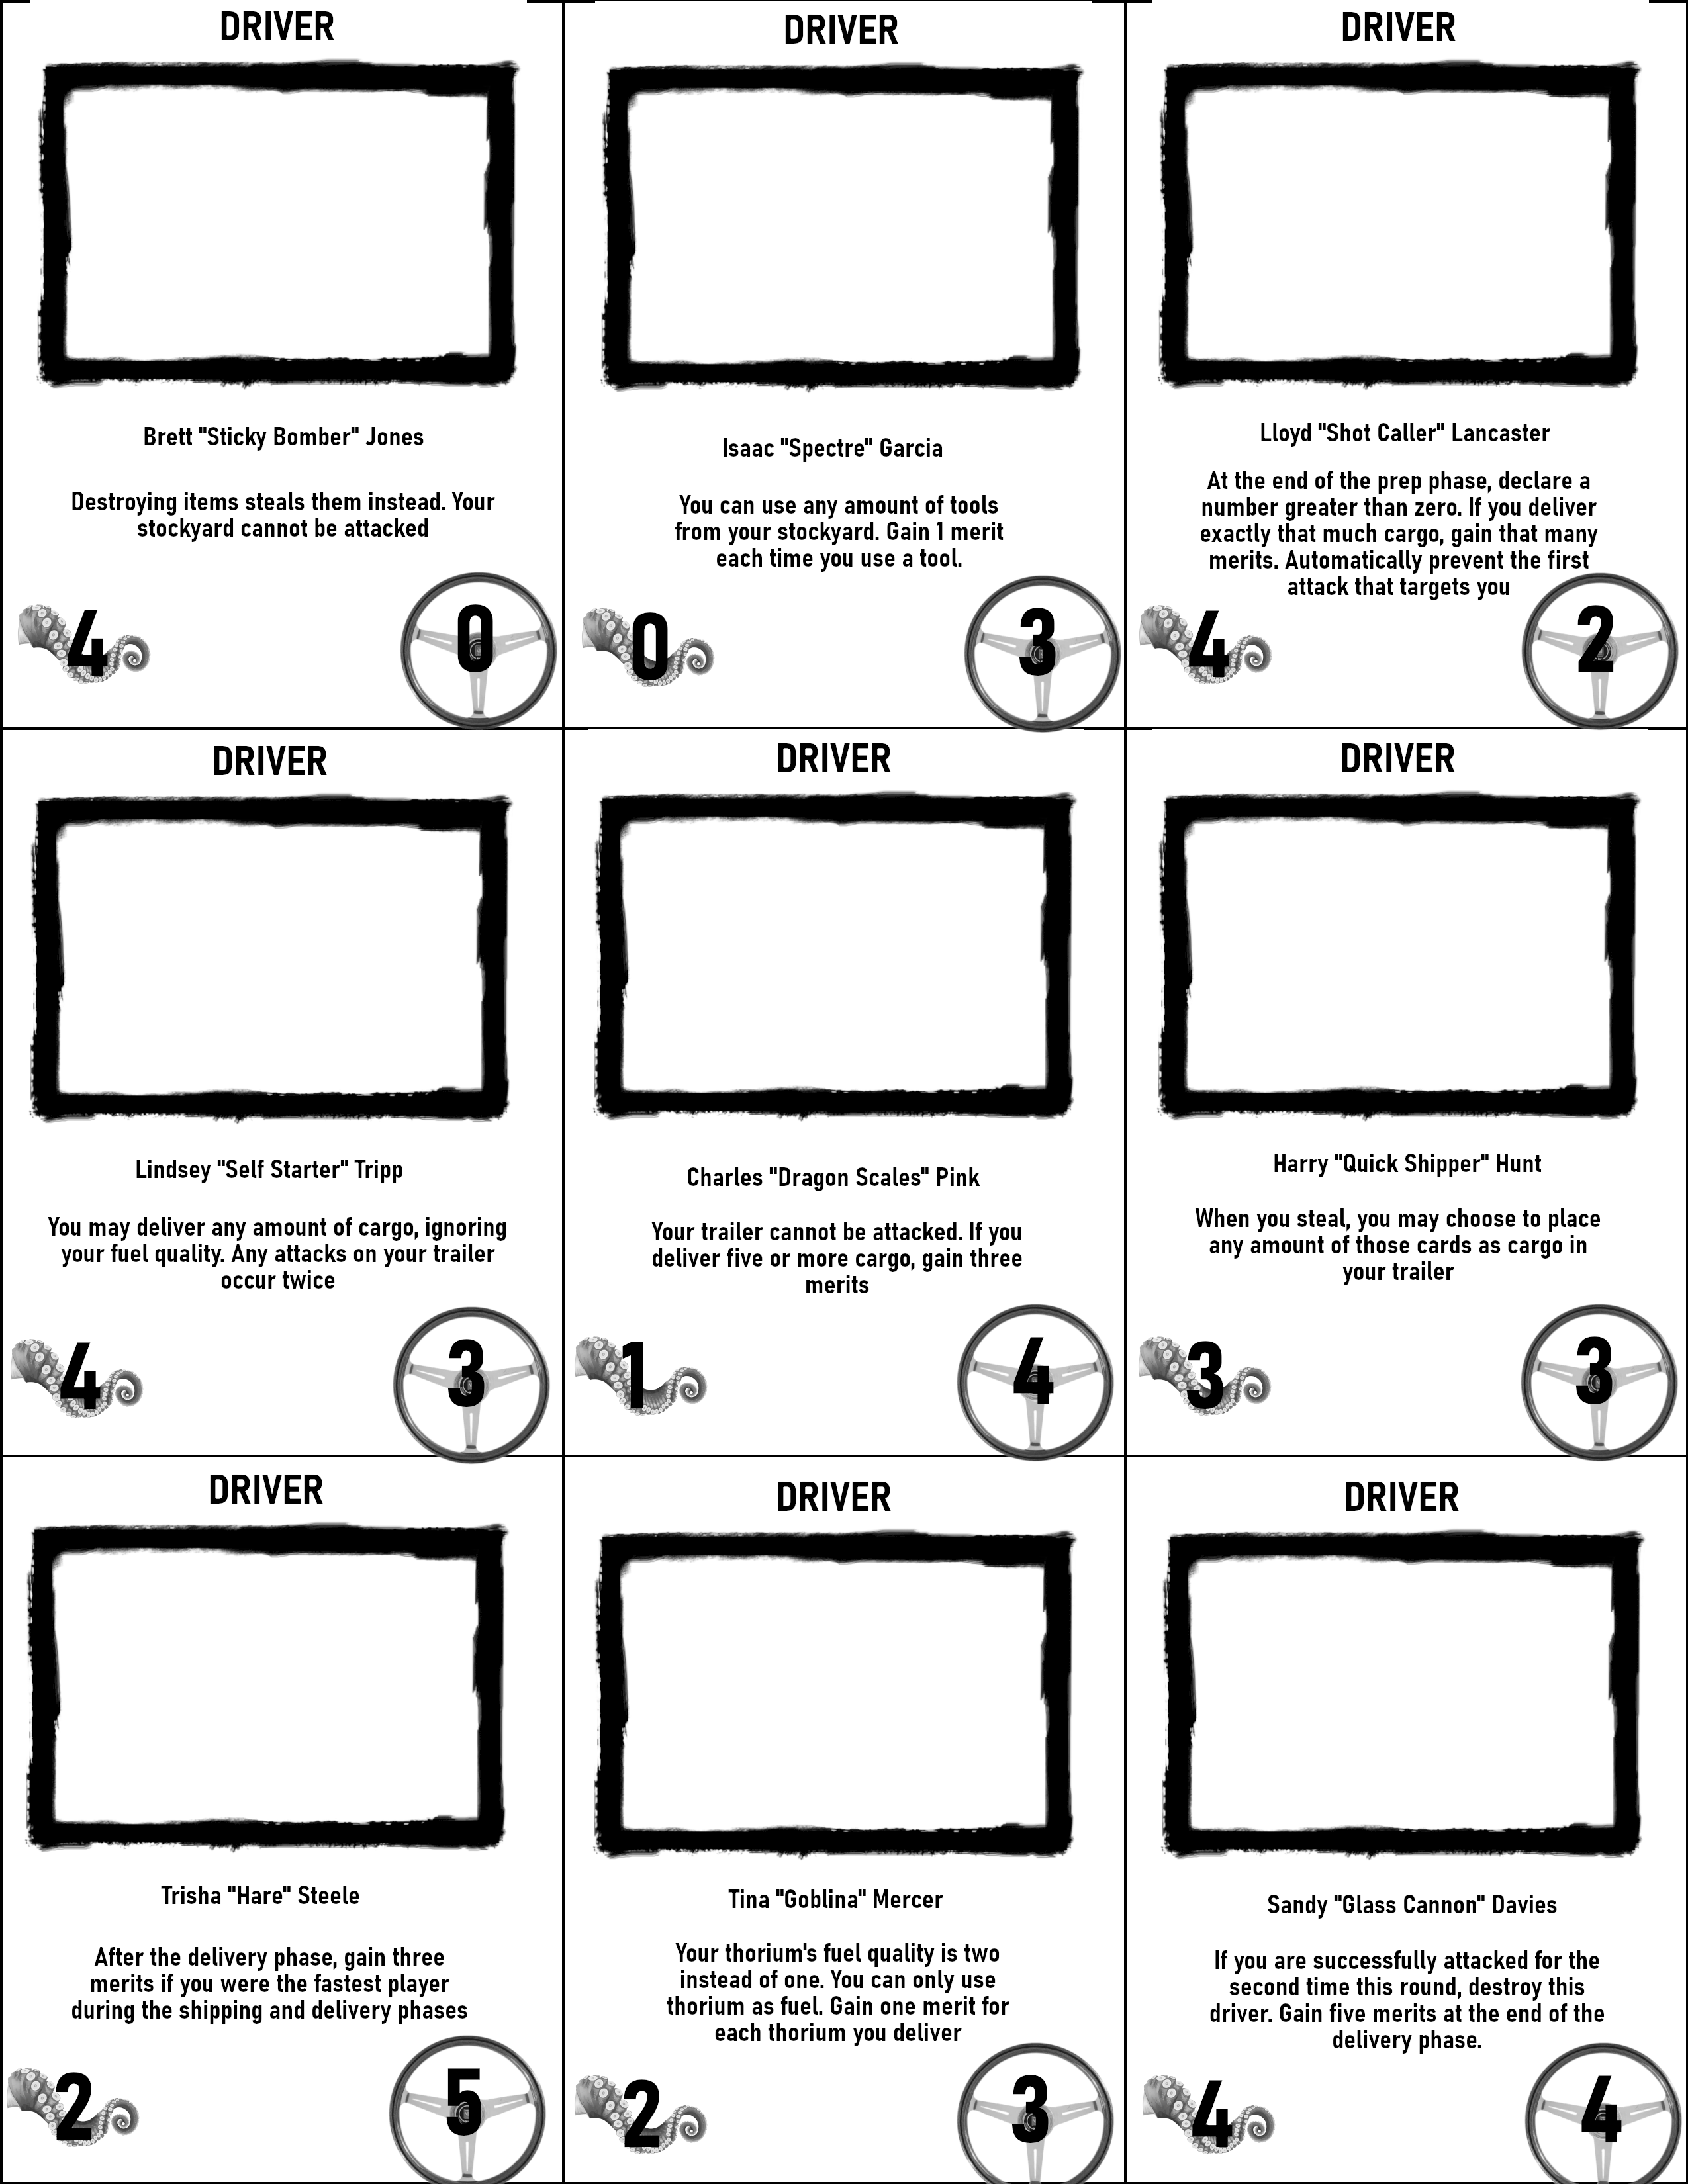 DRIVER
Brett "Sticky Bomber" Jones
Destroying items steals them instead. Your
stockyard cannot be attacked
4
0
DRIVER
Isaac "Spectre" Garcia
You can use any amount of tools
from your stockyard. Gain 1 merit
each time you use a tool.
0
3
DRIVER
Lloyd "Shot Caller" Lancaster
At the end of the prep phase, declare a
number greater than zero. If you deliver
exactly that much cargo, gain that many
merits. Automatically prevent the first
attack that targets you
4
2
DRIVER
Lindsey "Self Starter" Tripp
You may deliver any amount of cargo, ignoring
your fuel quality. Any attacks on your trailer
occur twice
4
3
DRIVER
Charles "Dragon Scales" Pink
Your trailer cannot be attacked. If you
deliver five or more cargo, gain three
merits
1
4
DRIVER
Harry "Quick Shipper" Hunt
When you steal, you may choose to place
any amount of those cards as cargo in
your trailer
3
3
DRIVER
Trisha "Hare" Steele
After the delivery phase, gain three
merits if you were the fastest player
during the shipping and delivery phases
2
5
DRIVER
Tina "Goblina" Mercer
Your thorium's fuel quality is two
instead of one. You can only use
thorium as fuel. Gain one merit for
each thorium you deliver
2
3
DRIVER
Sandy "Glass Cannon" Davies
If you are successfully attacked for the
second time this round, destroy this
driver. Gain five merits at the end of the
delivery phase.
4
4